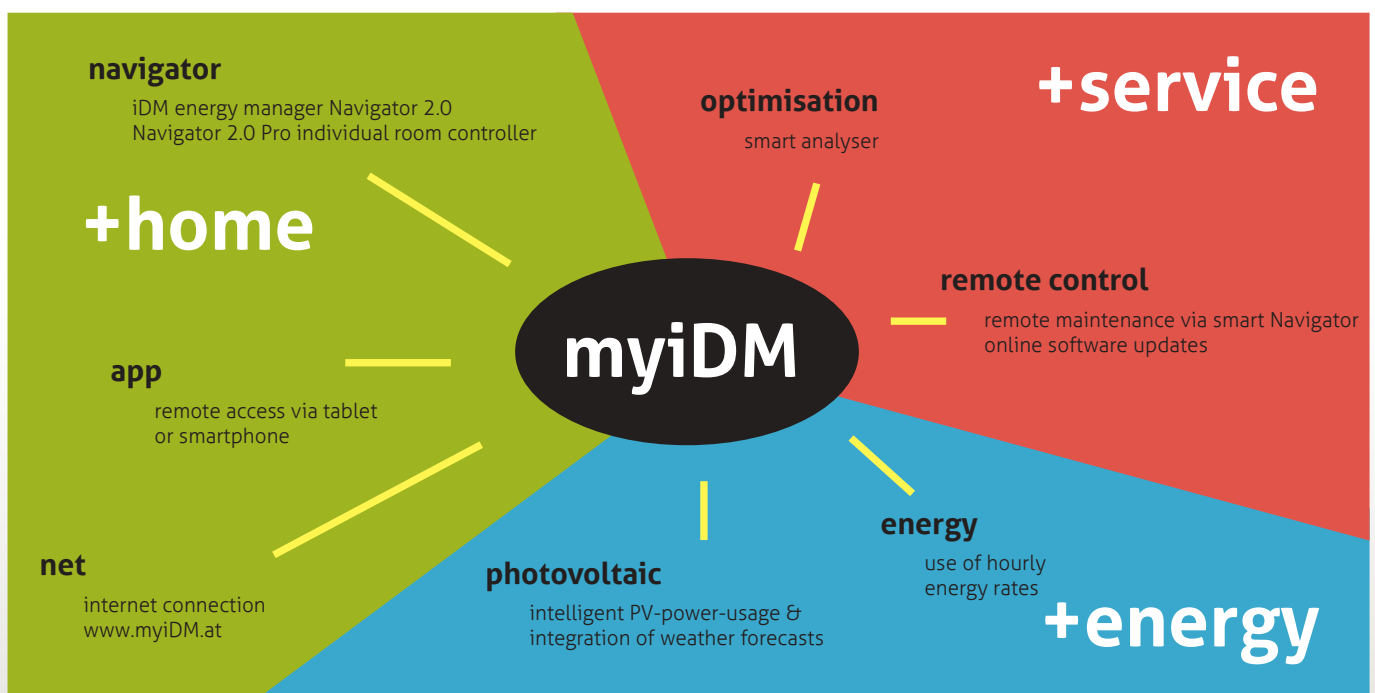 navigator
iDM energy manager Navigator 2.0
Navigator 2.0 Pro individual room controller
+home
app
remote access via tablet
or smartphone
net
internet connection
www.myiDM.at
myiDM
+service
optimisation
smart analyser
remote control
remote maintenance via smart Navigator
online software updates
photovoltaic
intelligent PV-power-usage &
integration of weather forecasts
energy
use of hourly
energy rates
+energy